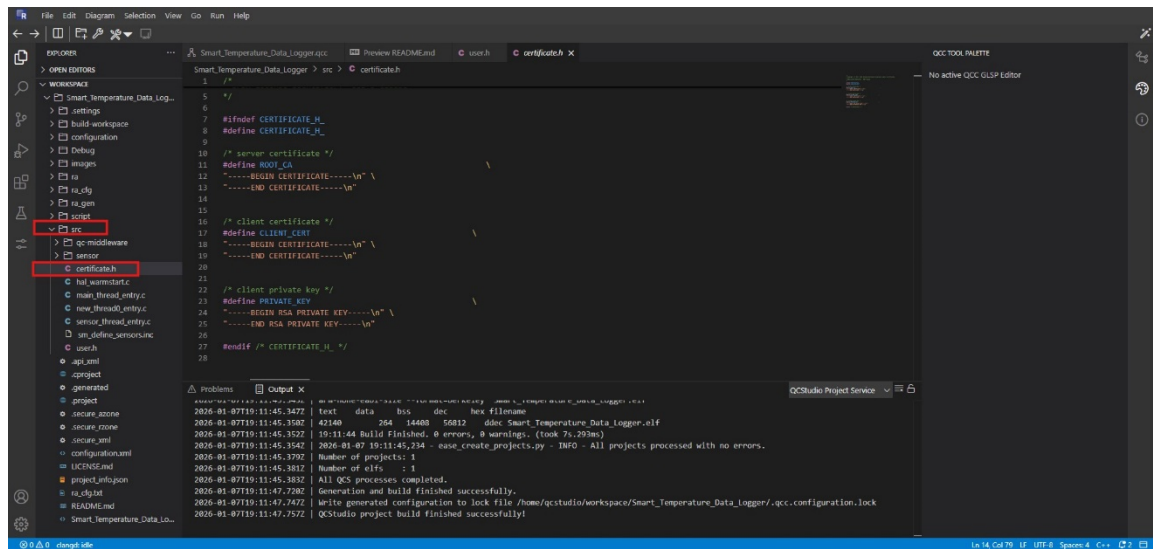 File Edit Diagram Selection View Go Run Help
EXPLORER
Smart_Temperature_Data_Logger.qcc
Preview README.md
user.h
certificate.h
QCC TOOL PALETTE
No active QCC GLSP Editor
OPEN EDITORS
WORKSPACE
Smart_Temperature_Data_Log...
.settings
build-workspace
configuration
Debug
images
ra
ra_cfg
ra_gen
script
src
qc-middleware
sensor
certificate.h
hal_warmstart.c
main_thread_entry.c
new_thread0_entry.c
sensor_thread_entry.c
sm_define_sensors.inc
user.h
.api_xml
.cproject
.generated
.project
.secure_azone
.secure_rzone
.secure_xml
configuration.xml
LICENSE.md
project_info.json
ra_cfg.txt
README.md
Smart_Temperature_Data_Lo...
Smart_Temperature_Data_Logger > src > C certificate.h
1 /*
5 */
6
7 #ifndef CERTIFICATE_H_
8 #define CERTIFICATE_H_
9
10 /* server certificate */
11 #define ROOT_CA \
12 "-----BEGIN CERTIFICATE-----\n" \
13 "-----END CERTIFICATE-----\n"
14
15
16 /* client certificate */
17 #define CLIENT_CERT \
18 "-----BEGIN CERTIFICATE-----\n" \
19 "-----END CERTIFICATE-----\n"
20
21
22 /* client private key */
23 #define PRIVATE_KEY \
24 "-----BEGIN RSA PRIVATE KEY-----\n" \
25 "-----END RSA PRIVATE KEY-----\n"
26
27 #endif /* CERTIFICATE_H_ */
28
Problems
Output
QCStudio Project Service
2026-01-07T19:11:45.347Z | text data bss dec hex filename
2026-01-07T19:11:45.350Z | 42140 264 14408 56812 ddec Smart_Temperature_Data_Logger.elf
2026-01-07T19:11:45.352Z | 19:11:44 Build Finished. 0 errors, 0 warnings. (took 7s.293ms)
2026-01-07T19:11:45.354Z | 2026-01-07 19:11:45,234 - ease_create_projects.py - INFO - All projects processed with no errors.
2026-01-07T19:11:45.379Z | Number of projects: 1
2026-01-07T19:11:45.381Z | Number of elfs : 1
2026-01-07T19:11:45.383Z | All QCS processes completed.
2026-01-07T19:11:47.720Z | Generation and build finished successfully.
2026-01-07T19:11:47.747Z | Write generated configuration to lock file /home/qcstudio/workspace/Smart_Temperature_Data_Logger/.qcc.configuration.lock
2026-01-07T19:11:47.757Z | QCStudio project build finished successfully!
0 0 clangd: idle
Ln 14, Col 79 LF UTF-8 Spaces: 4 C++ 2